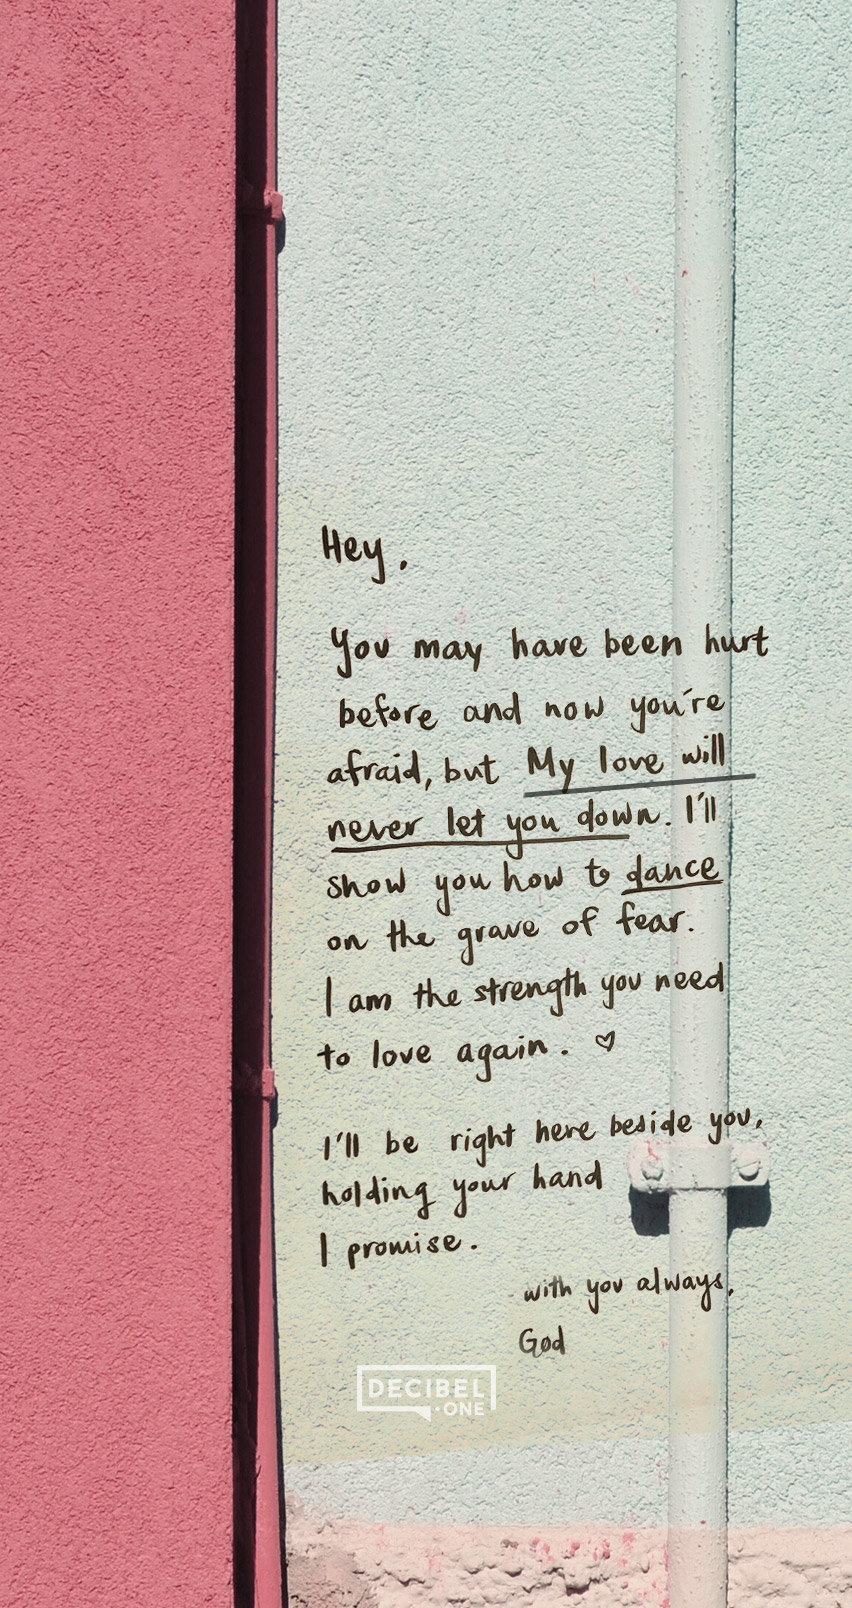 Hey,
You may have been hurt
before and now you're
afraid, but My love will
never let you down. I'll
show you how to dance
on the grave of fear.
I am the strength you need
to love again. ♡
I'll be right here beside you,
holding your hand
I promise.
with you always,
God
DECIBEL
·ONE